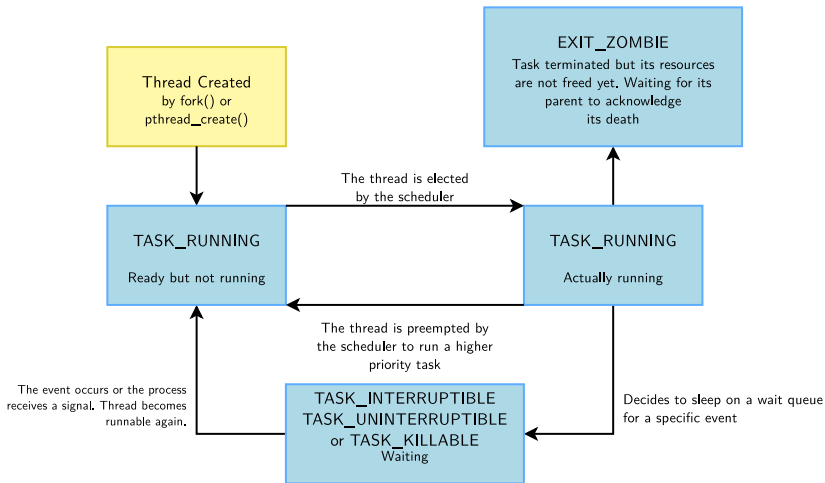 Thread Created
by fork() or
pthread_create()
EXIT_ZOMBIE
Task terminated but its resources
are not freed yet. Waiting for its
parent to acknowledge
its death
The thread is elected
by the scheduler
TASK_RUNNING
Ready but not running
TASK_RUNNING
Actually running
The thread is preempted by
the scheduler to run a higher
priority task
The event occurs or the process
receives a signal. Thread becomes
runnable again.
TASK_INTERRUPTIBLE
TASK_UNINTERRUPTIBLE
or TASK_KILLABLE
Waiting
Decides to sleep on a wait queue
for a specific event